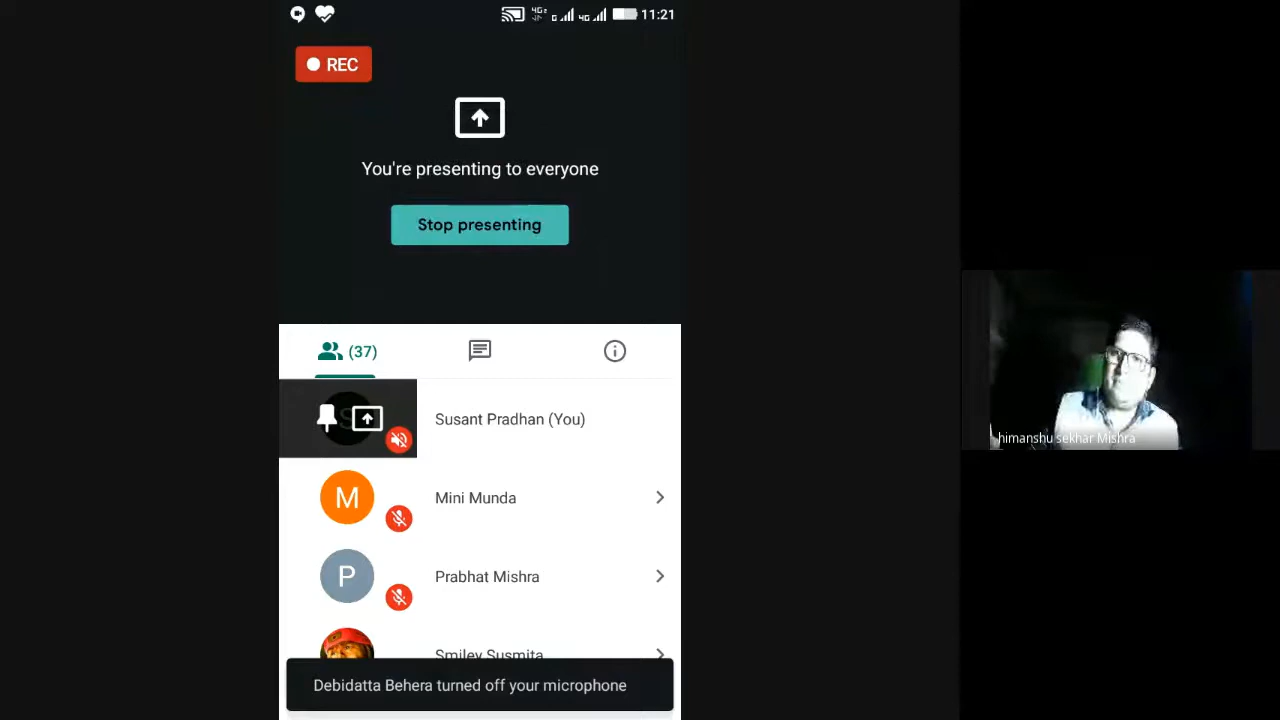 4G 11:21
REC
You're presenting to everyone
Stop presenting
(37)
Susant Pradhan (You)
M Mini Munda
P Prabhat Mishra
Smiley Susmita
Debidatta Behera turned off your microphone
himanshu sekhar Mishra